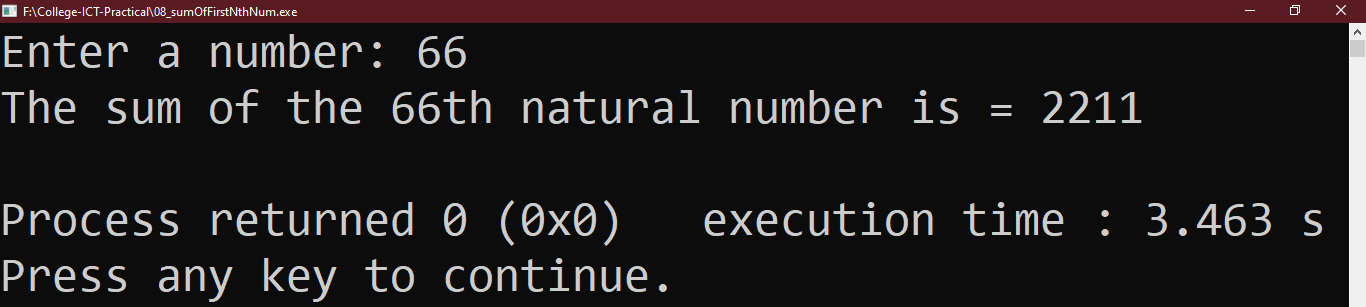 F:\College-ICT-Practical\08_sumOfFirstNthNum.exe
Enter a number: 66
The sum of the 66th natural number is = 2211
Process returned 0 (0x0)   execution time : 3.463 s
Press any key to continue.